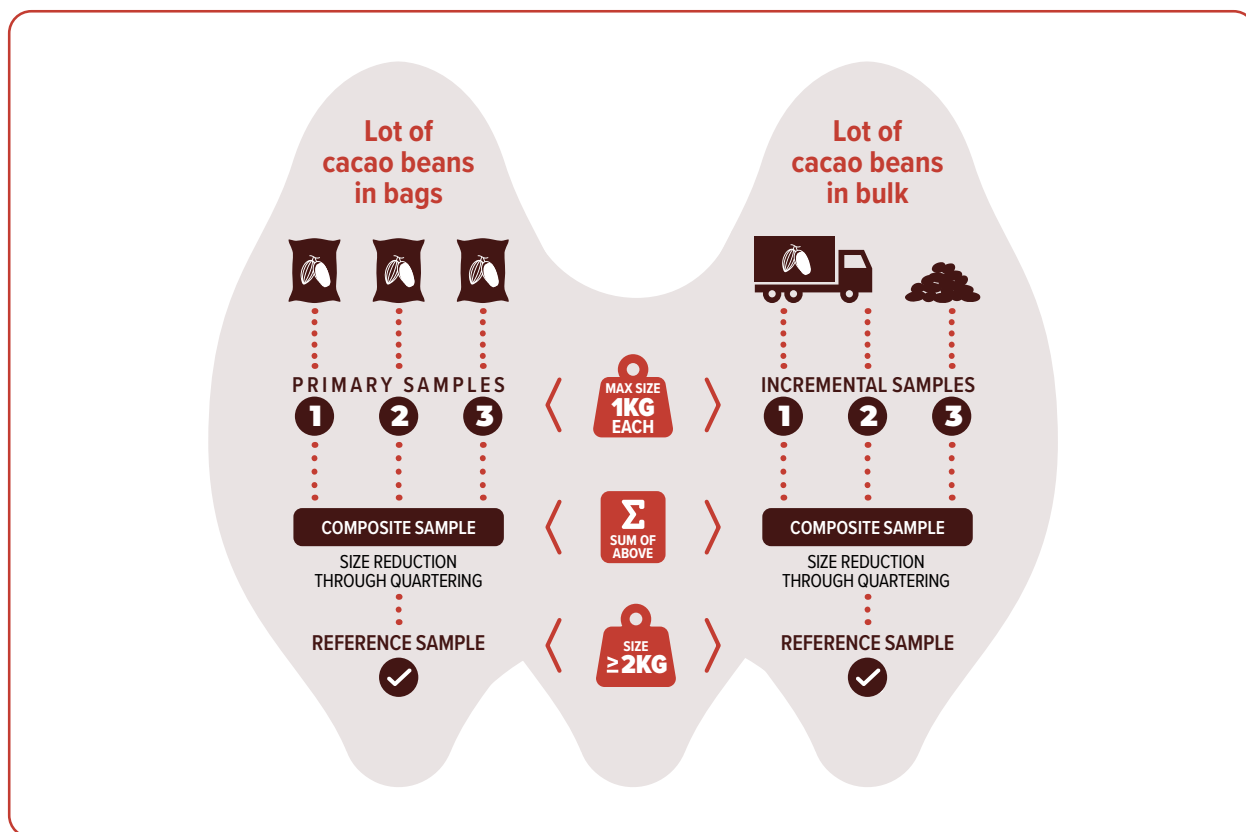 Lot of
cacao beans
in bags
Lot of
cacao beans
in bulk
PRIMARY SAMPLES
1 2 3
MAX SIZE
1KG
EACH
INCREMENTAL SAMPLES
1 2 3
COMPOSITE SAMPLE
SIZE REDUCTION
THROUGH QUARTERING
Σ
SUM OF
ABOVE
COMPOSITE SAMPLE
SIZE REDUCTION
THROUGH QUARTERING
REFERENCE SAMPLE
SIZE
≥2KG
REFERENCE SAMPLE